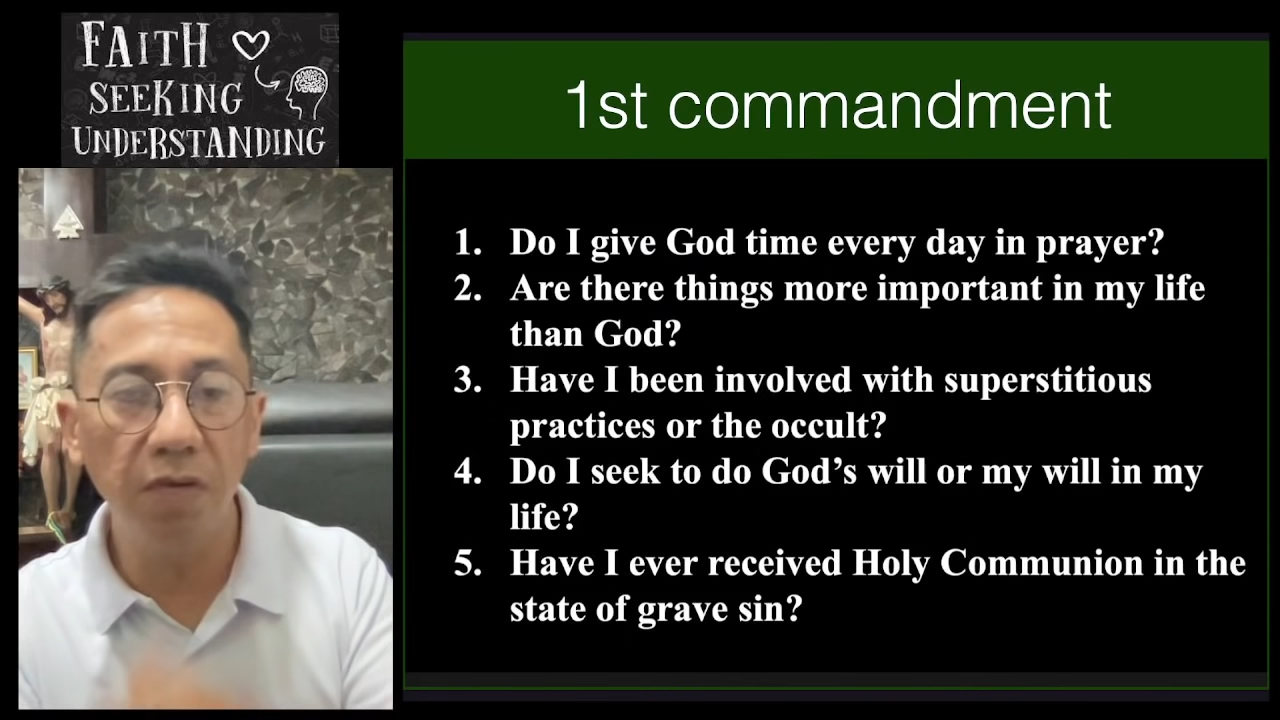 FAITH
SEEKING
UNDERSTANDING
1st commandment
1. Do I give God time every day in prayer?
2. Are there things more important in my life
than God?
3. Have I been involved with superstitious
practices or the occult?
4. Do I seek to do God’s will or my will in my
life?
5. Have I ever received Holy Communion in the
state of grave sin?